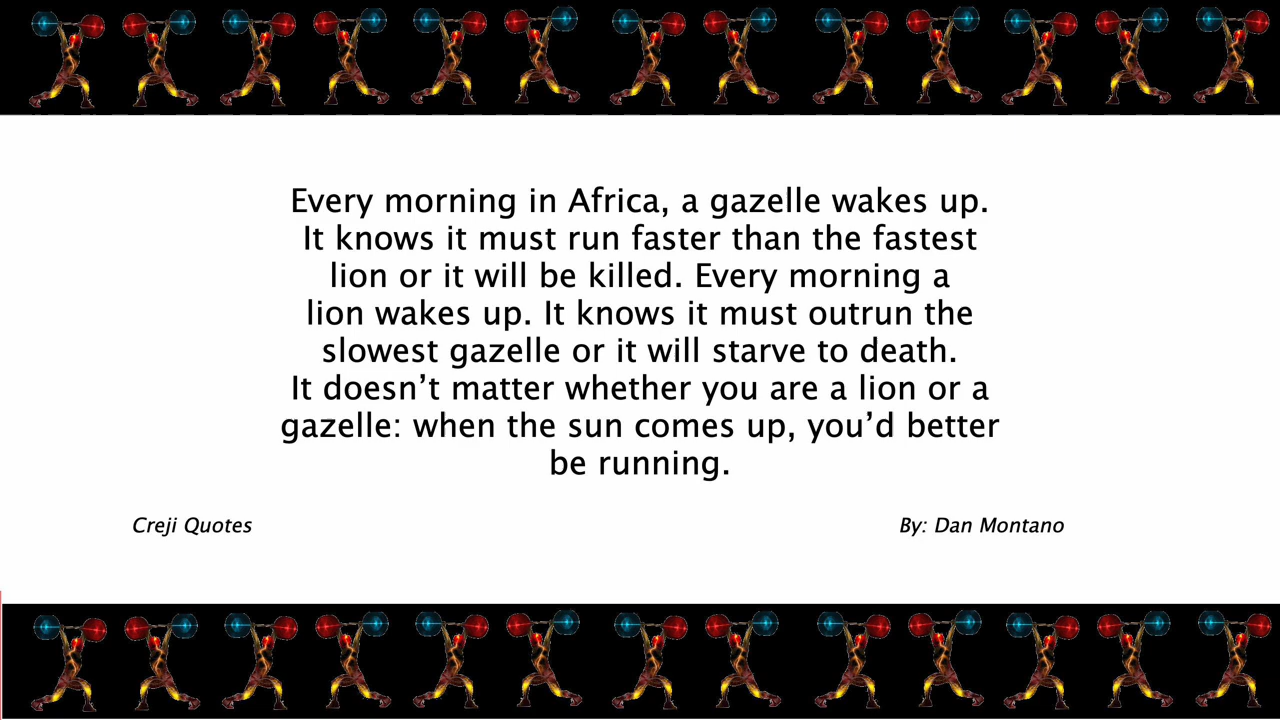 Every morning in Africa, a gazelle wakes up.
It knows it must run faster than the fastest
lion or it will be killed. Every morning a
lion wakes up. It knows it must outrun the
slowest gazelle or it will starve to death.
It doesn’t matter whether you are a lion or a
gazelle: when the sun comes up, you’d better
be running.
Creji Quotes
By: Dan Montano